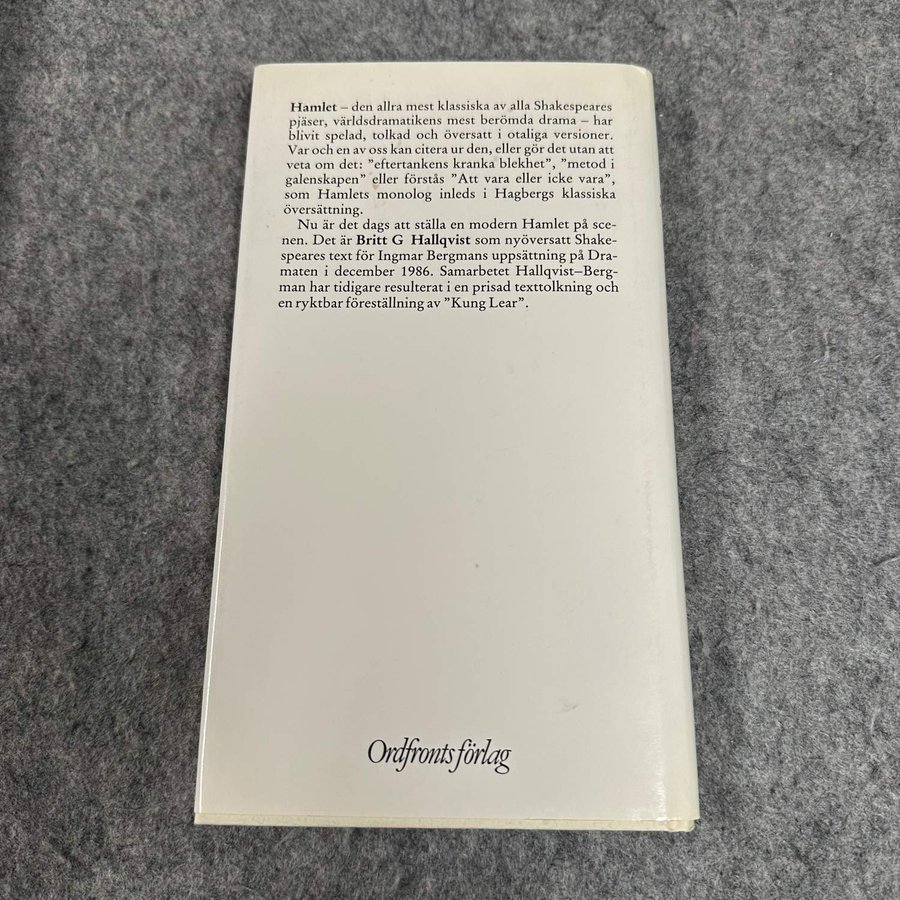 Hamlet – den allra mest klassiska av alla Shakespeares
pjäser, världsdramatikens mest berömda drama – har
blivit spelad, tolkad och översatt i otaliga versioner.
Var och en av oss kan citera ur den, eller gör det utan att
veta om det: ”eftertankens kranka blekhet”, ”metod i
galenskapen” eller förstås ”Att vara eller icke vara”,
som Hamlets monolog inleds i Hagbergs klassiska
översättning.
Nu är det dags att ställa en modern Hamlet på sce-
nen. Det är Britt G Hallqvist som nyöversatt Shake-
speares text för Ingmar Bergmans uppsättning på Dra-
maten i december 1986. Samarbetet Hallqvist–Berg-
man har tidigare resulterat i en prisad texttolkning och
en ryktbar föreställning av ”Kung Lear”.
Ordfronts förlag